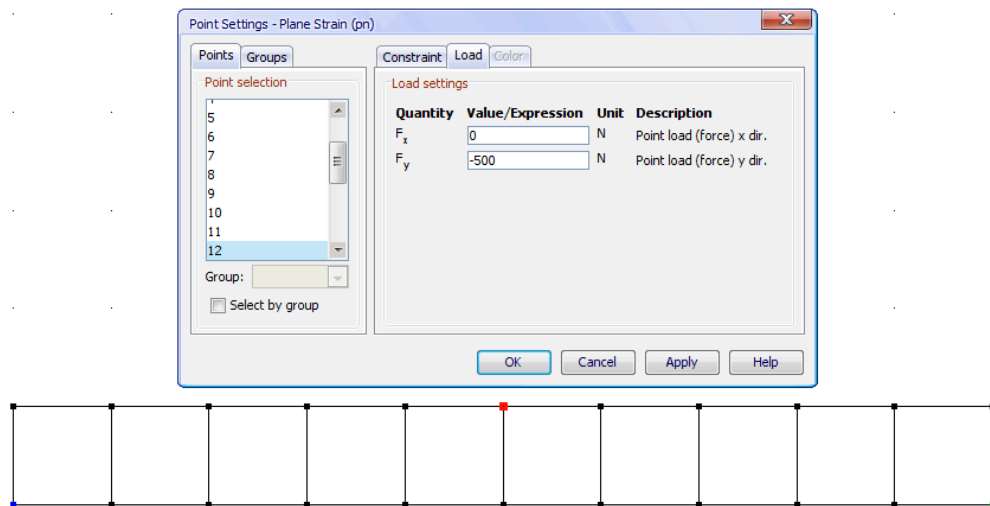 Point Settings - Plane Strain (pn)
Points Groups
Point selection
5
6
7
8
9
10
11
12
Group:
Select by group
Constraint Load Color
Load settings
Quantity Value/Expression Unit Description
Fx 0 N Point load (force) x dir.
Fy -500 N Point load (force) y dir.
OK Cancel Apply Help